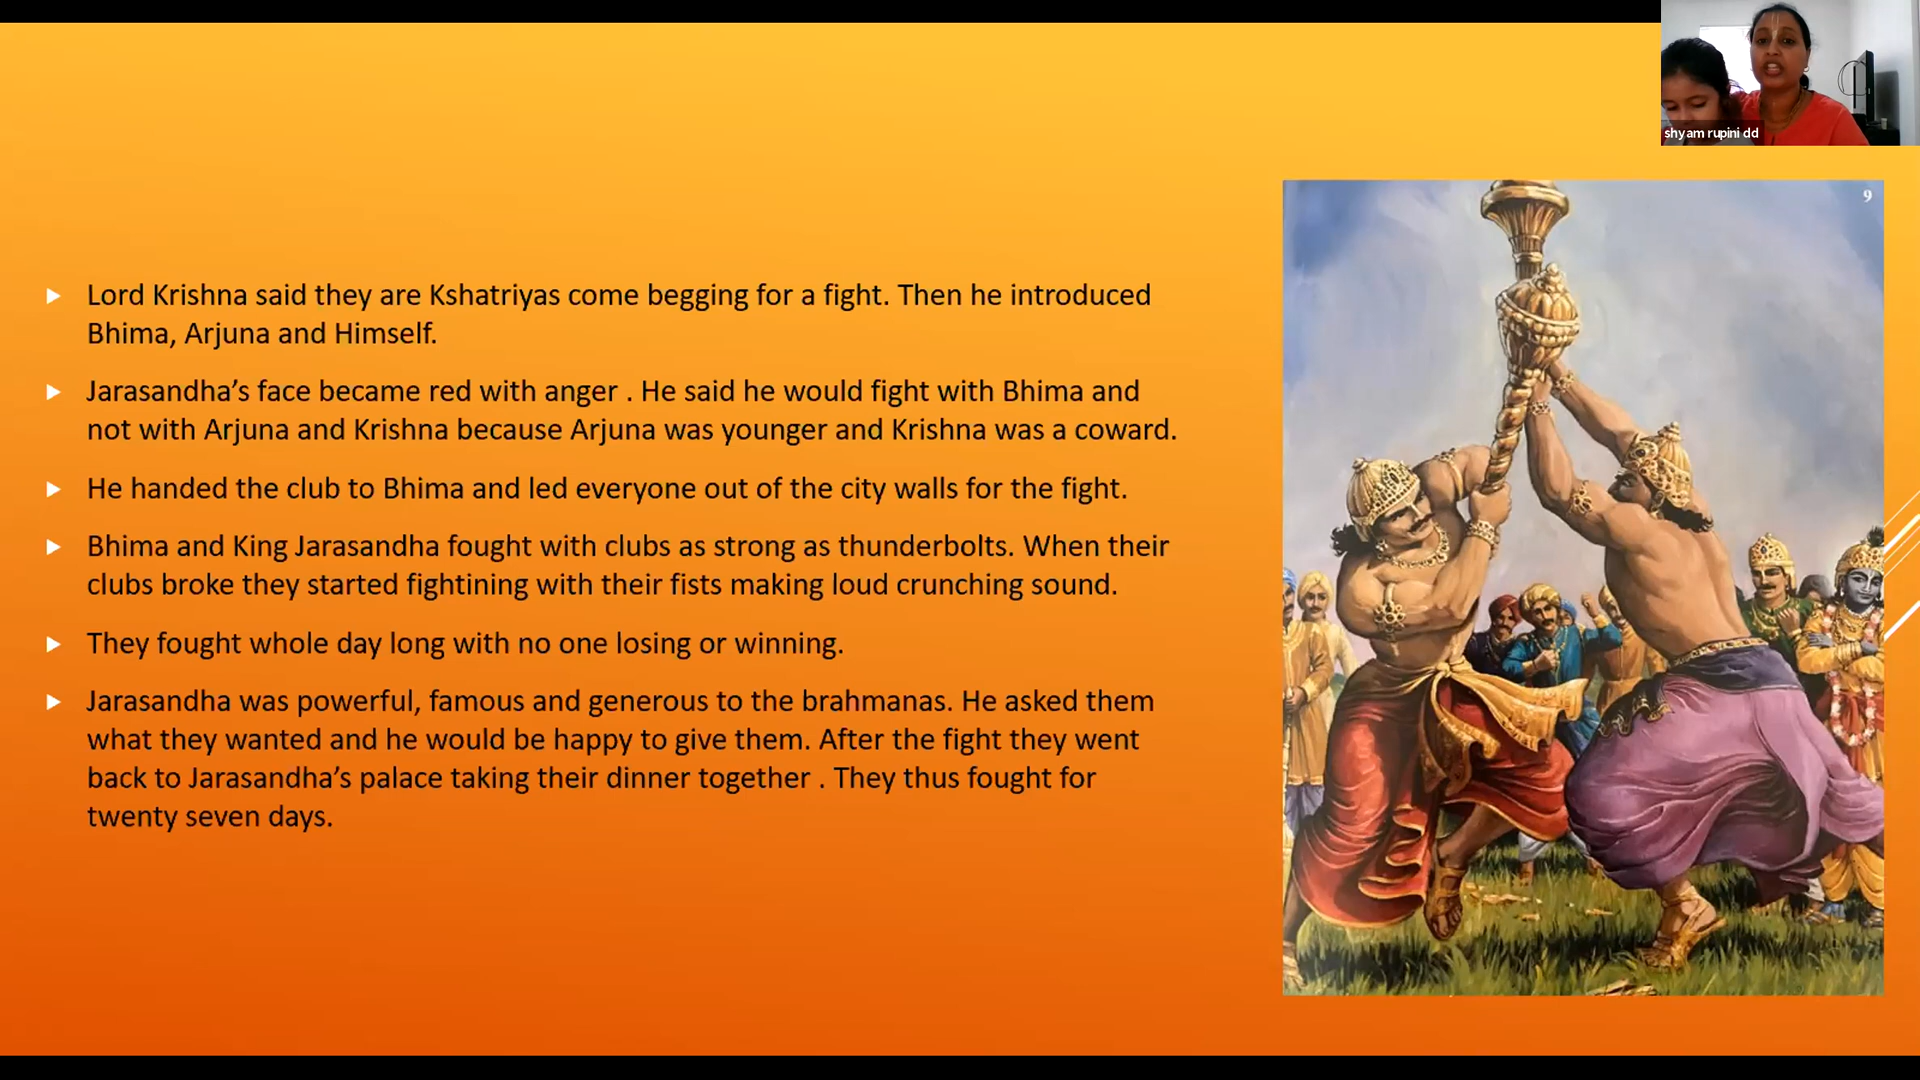 shyam rupini dd
9
Lord Krishna said they are Kshatriyas come begging for a fight. Then he introduced
Bhima, Arjuna and Himself.
Jarasandha’s face became red with anger . He said he would fight with Bhima and
not with Arjuna and Krishna because Arjuna was younger and Krishna was a coward.
He handed the club to Bhima and led everyone out of the city walls for the fight.
Bhima and King Jarasandha fought with clubs as strong as thunderbolts. When their
clubs broke they started fightining with their fists making loud crunching sound.
They fought whole day long with no one losing or winning.
Jarasandha was powerful, famous and generous to the brahmanas. He asked them
what they wanted and he would be happy to give them. After the fight they went
back to Jarasandha’s palace taking their dinner together . They thus fought for
twenty seven days.